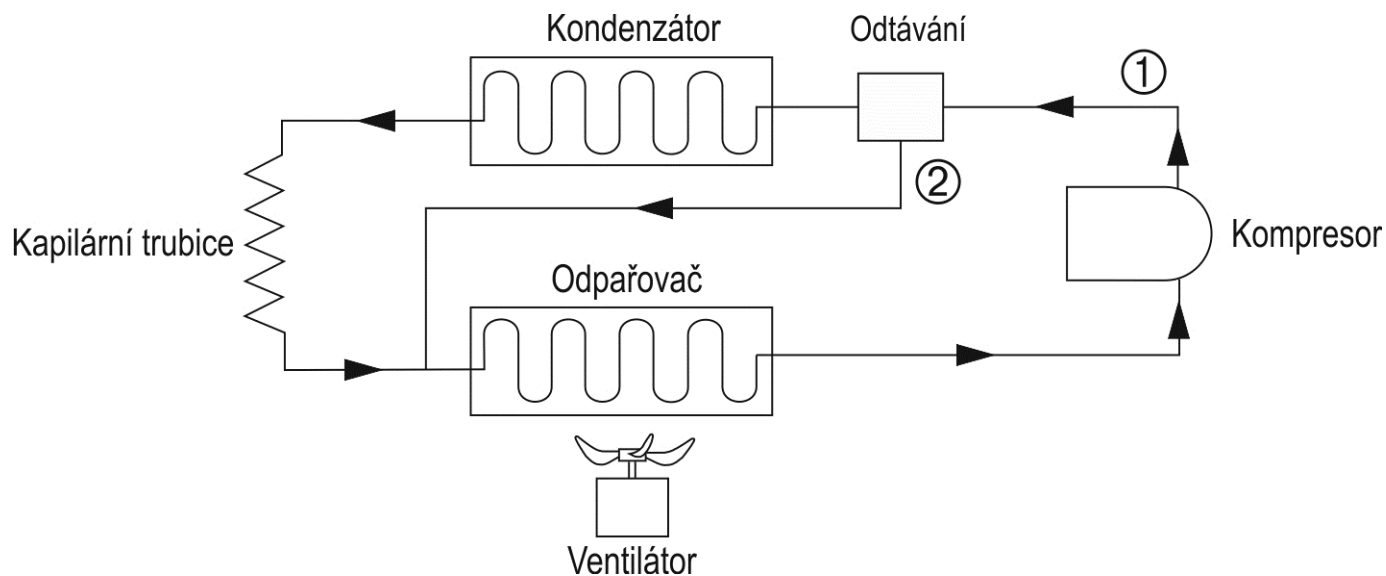 Kondenzátor
Odtávání
①
②
Kapilární trubice
Kompresor
Odpařovač
Ventilátor